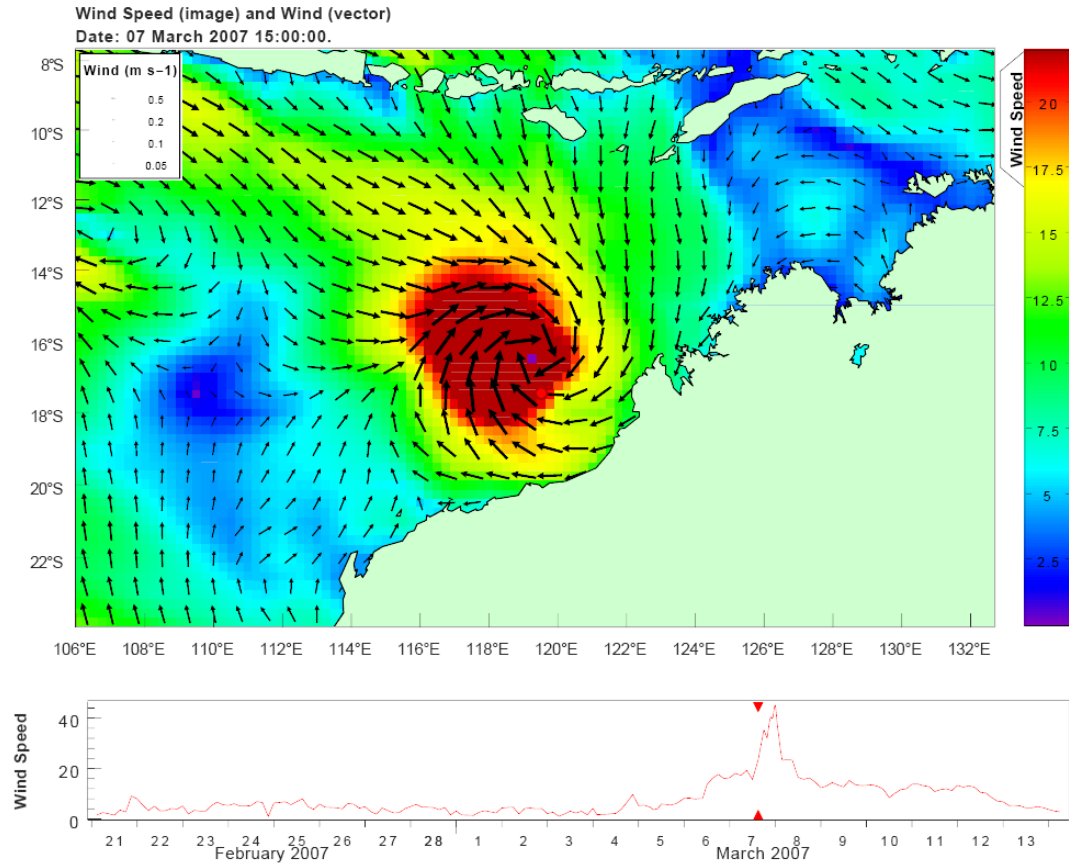 Wind Speed (image) and Wind (vector)
Date: 07 March 2007 15:00:00.
Wind (m s−1)
0.5
0.2
0.1
0.05
8°S
10°S
12°S
14°S
16°S
18°S
20°S
22°S
106°E 108°E 110°E 112°E 114°E 116°E 118°E 120°E 122°E 124°E 126°E 128°E 130°E 132°E
Wind Speed
20
17.5
15
12.5
10
7.5
5
2.5
Wind Speed
40
20
0
21 22 23 24 25 26 27 28 1 2 3 4 5 6 7 8 9 10 11 12 13
February 2007 March 2007